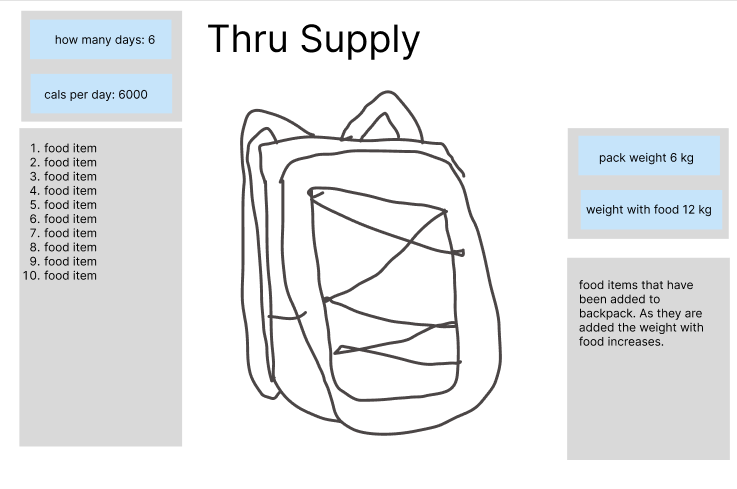 Thru Supply
how many days: 6
cals per day: 6000
1. food item
2. food item
3. food item
4. food item
5. food item
6. food item
7. food item
8. food item
9. food item
10. food item
pack weight 6 kg
weight with food 12 kg
food items that have
been added to
backpack. As they are
added the weight with
food increases.